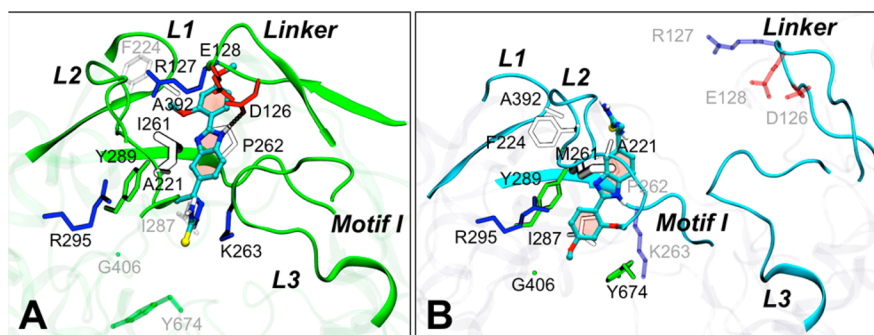 L1
Linker
F224
E128
L2
R127
A392
D126
I261
Y289
P262
A221
R295
I287
Motif I
K263
G406
L3
A
Y674
Linker
R127
L1
L2
E128
A392
D126
F224
A221
M261
Y289
P262
Motif I
R295
I287
K263
G406
Y674
L3
B